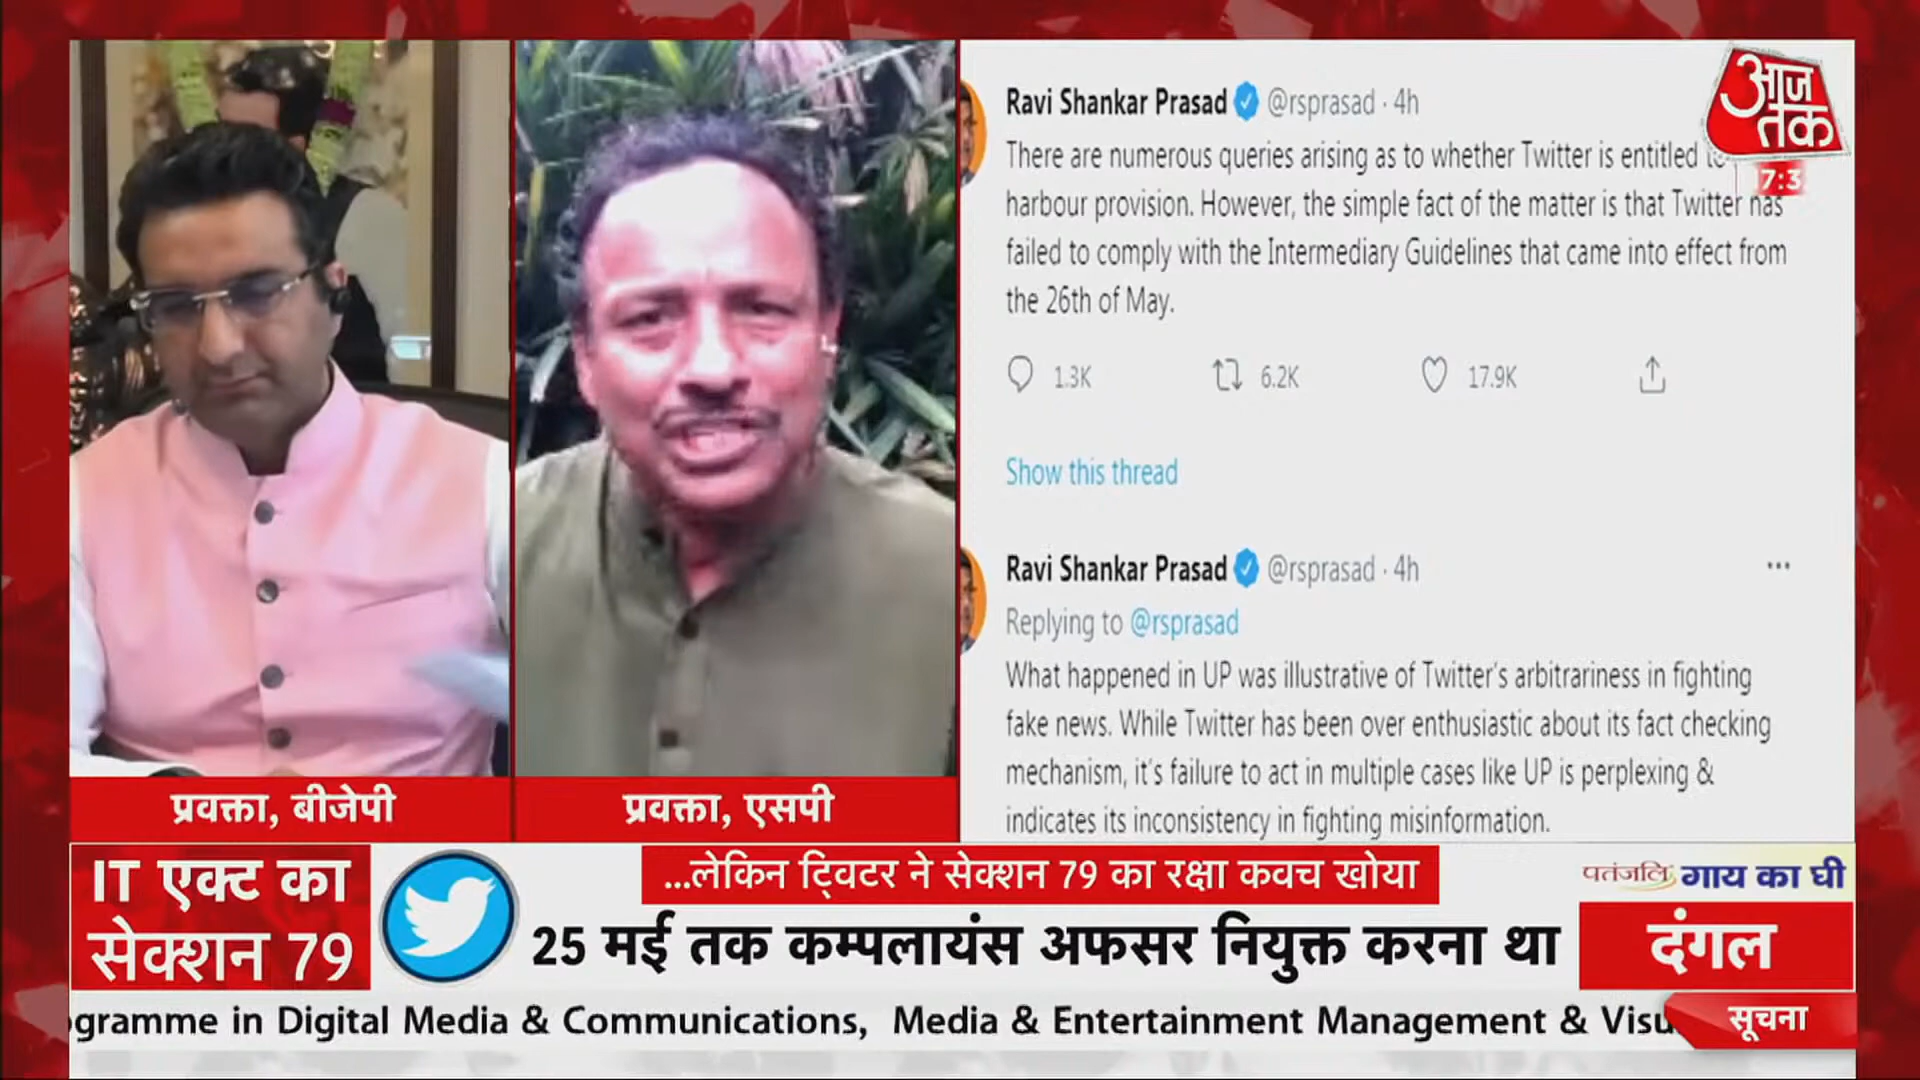 Ravi Shankar Prasad @rsprasad · 4h
There are numerous queries arising as to whether Twitter is entitled
harbour provision. However, the simple fact of the matter is that Twitter has
failed to comply with the Intermediary Guidelines that came into effect from
the 26th of May.
1.3K 6.2K 17.9K
Show this thread
Ravi Shankar Prasad @rsprasad · 4h ...
Replying to @rsprasad
What happened in UP was illustrative of Twitter's arbitrariness in fighting
fake news. While Twitter has been over enthusiastic about its fact checking
mechanism, it's failure to act in multiple cases like UP is perplexing &
indicates its inconsistency in fighting misinformation.
आज
तक
7:3
प्रवक्ता, बीजेपी
प्रवक्ता, एसपी
IT एक्ट का
सेक्शन 79
...लेकिन ट्विटर ने सेक्शन 79 का रक्षा कवच खोया
25 मई तक कम्पलायंस अफसर नियुक्त करना था
पतंजलि गाय का घी
दंगल
ogramme in Digital Media & Communications, Media & Entertainment Management & Visu
सूचना